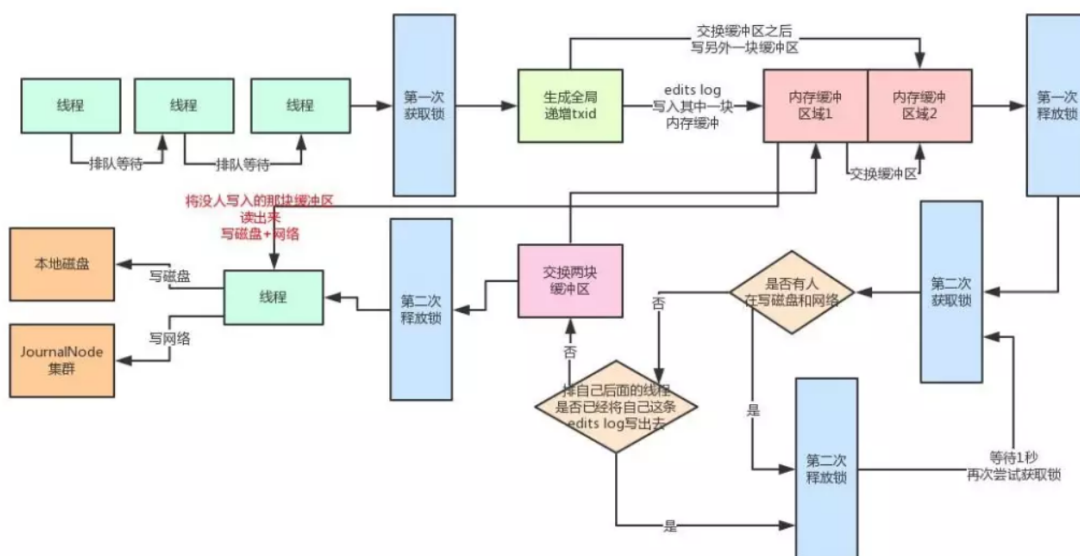 线程
线程
线程
排队等待
排队等待
第一次
获取锁
生成全局
递增txid
交换缓冲区之后
写另外一块缓冲区
edits log
写入其中一块
内存缓冲
内存缓冲
区域1
内存缓冲
区域2
交换缓冲区
第一次
释放锁
将没人写入的那块缓冲区
读出来
写磁盘+网络
本地磁盘
写磁盘
线程
写网络
JournalNode
集群
第二次
释放锁
交换两块
缓冲区
否
否
是否有人
在写磁盘和网络
第二次
获取锁
排自己后面的线程
是否已经将自己这条
edits log写出去
是
第二次
释放锁
等待1秒
再次尝试获取锁
是